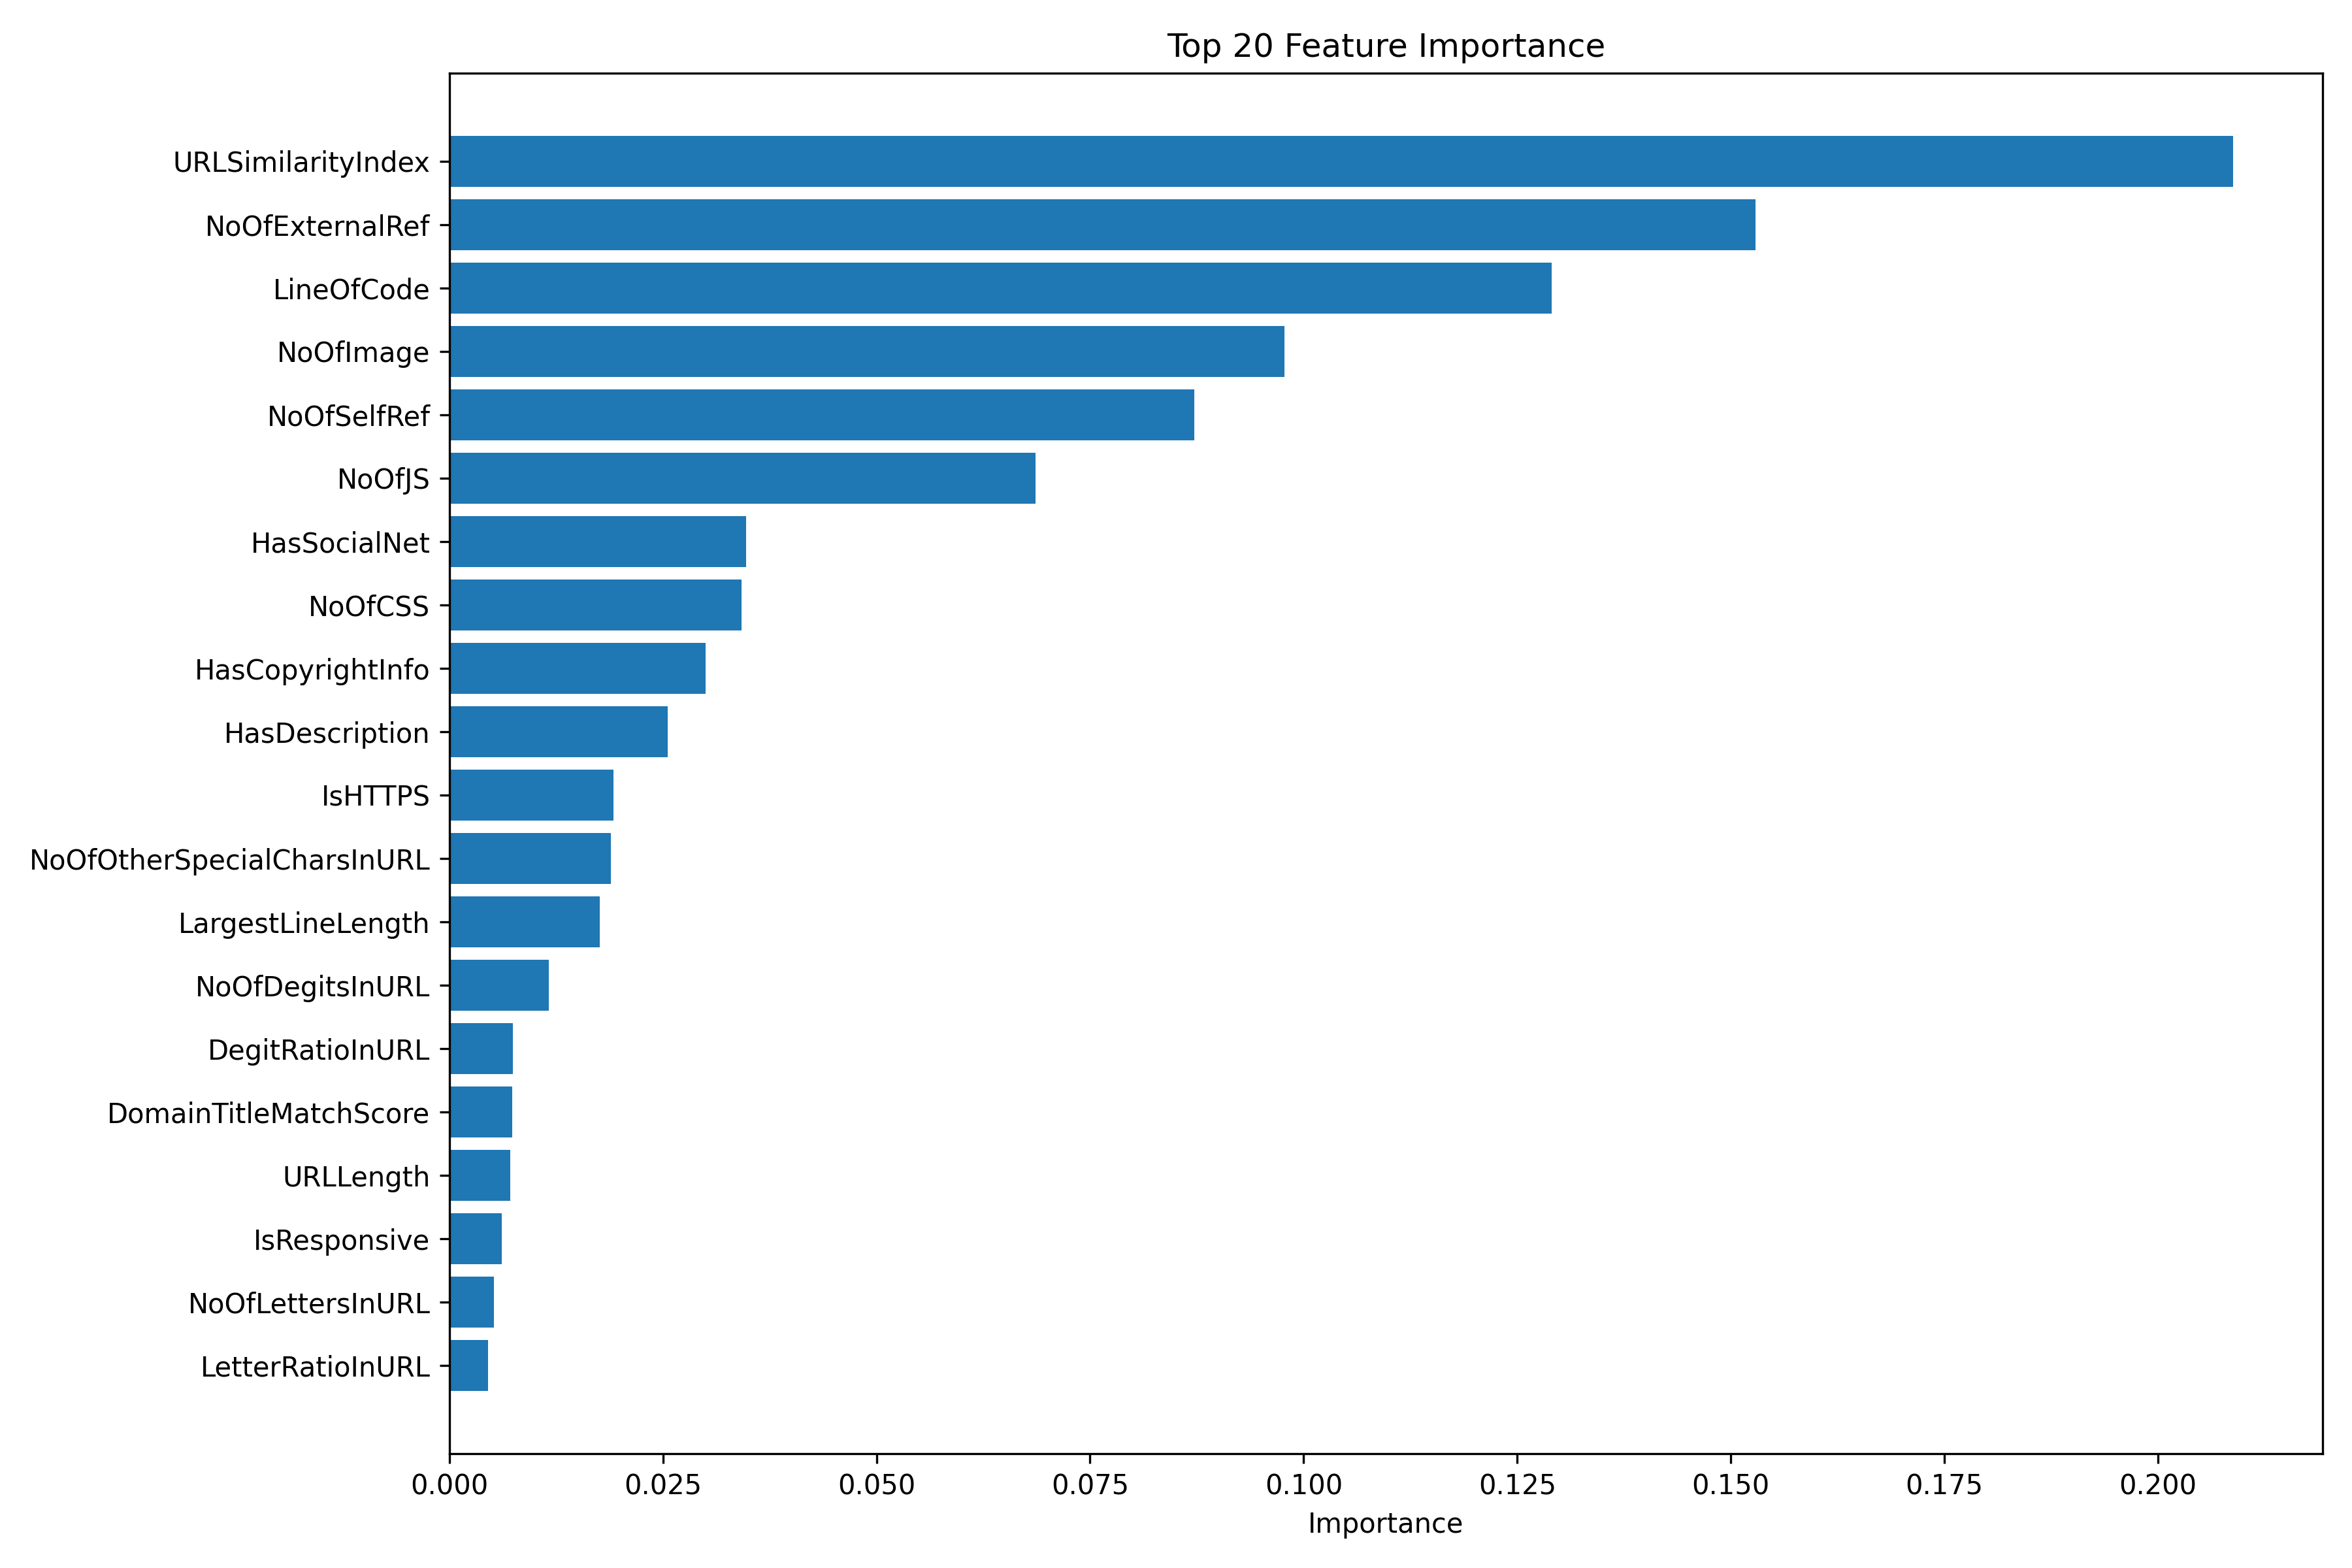 Top 20 Feature Importance
URLSimilarityIndex
NoOfExternalRef
LineOfCode
NoOfImage
NoOfSelfRef
NoOfJS
HasSocialNet
NoOfCSS
HasCopyrightInfo
HasDescription
IsHTTPS
NoOfOtherSpecialCharsInURL
LargestLineLength
NoOfDegitsInURL
DegitRatioInURL
DomainTitleMatchScore
URLLength
IsResponsive
NoOfLettersInURL
LetterRatioInURL
0.000 0.025 0.050 0.075 0.100 0.125 0.150 0.175 0.200
Importance